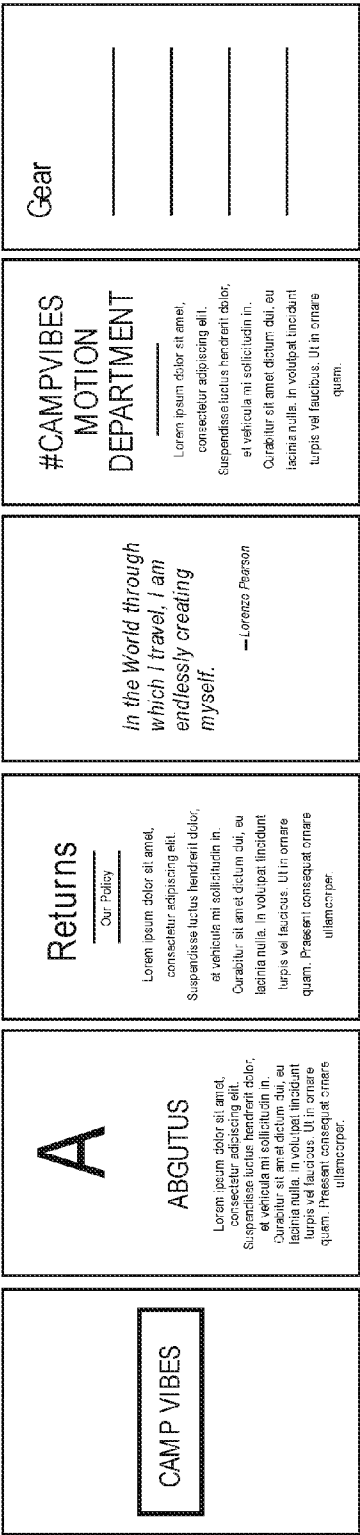 CAMP VIBES
A
ABGUTUS
Lorem ipsum dolor sit amet,
consectetur adipiscing elit.
Suspendisse luctus hendrerit dolor,
et vehicula mi sollicitudin in.
Curabitur sit amet dictum dui, eu
lacinia nulla. In volutpat tincidunt
turpis vel faucibus. Ut in ornare
quam. Praesent consequat ornare
ullamcorper.
Returns
Our Policy
Lorem ipsum dolor sit amet,
consectetur adipiscing elit.
Suspendisse luctus hendrerit dolor,
et vehicula mi sollicitudin in.
Curabitur sit amet dictum dui, eu
lacinia nulla. In volutpat tincidunt
turpis vel faucibus. Ut in ornare
quam. Praesent consequat ornare
ullamcorper.
In the World through
which I travel, I am
endlessly creating
myself.
— Lorenzo Pearson
#CAMPVIBES
MOTION
DEPARTMENT
Lorem ipsum dolor sit amet,
consectetur adipiscing elit.
Suspendisse luctus hendrerit dolor,
et vehicula mi sollicitudin in.
Curabitur sit amet dictum dui, eu
lacinia nulla. In volutpat tincidunt
turpis vel faucibus. Ut in ornare
quam.
Gear